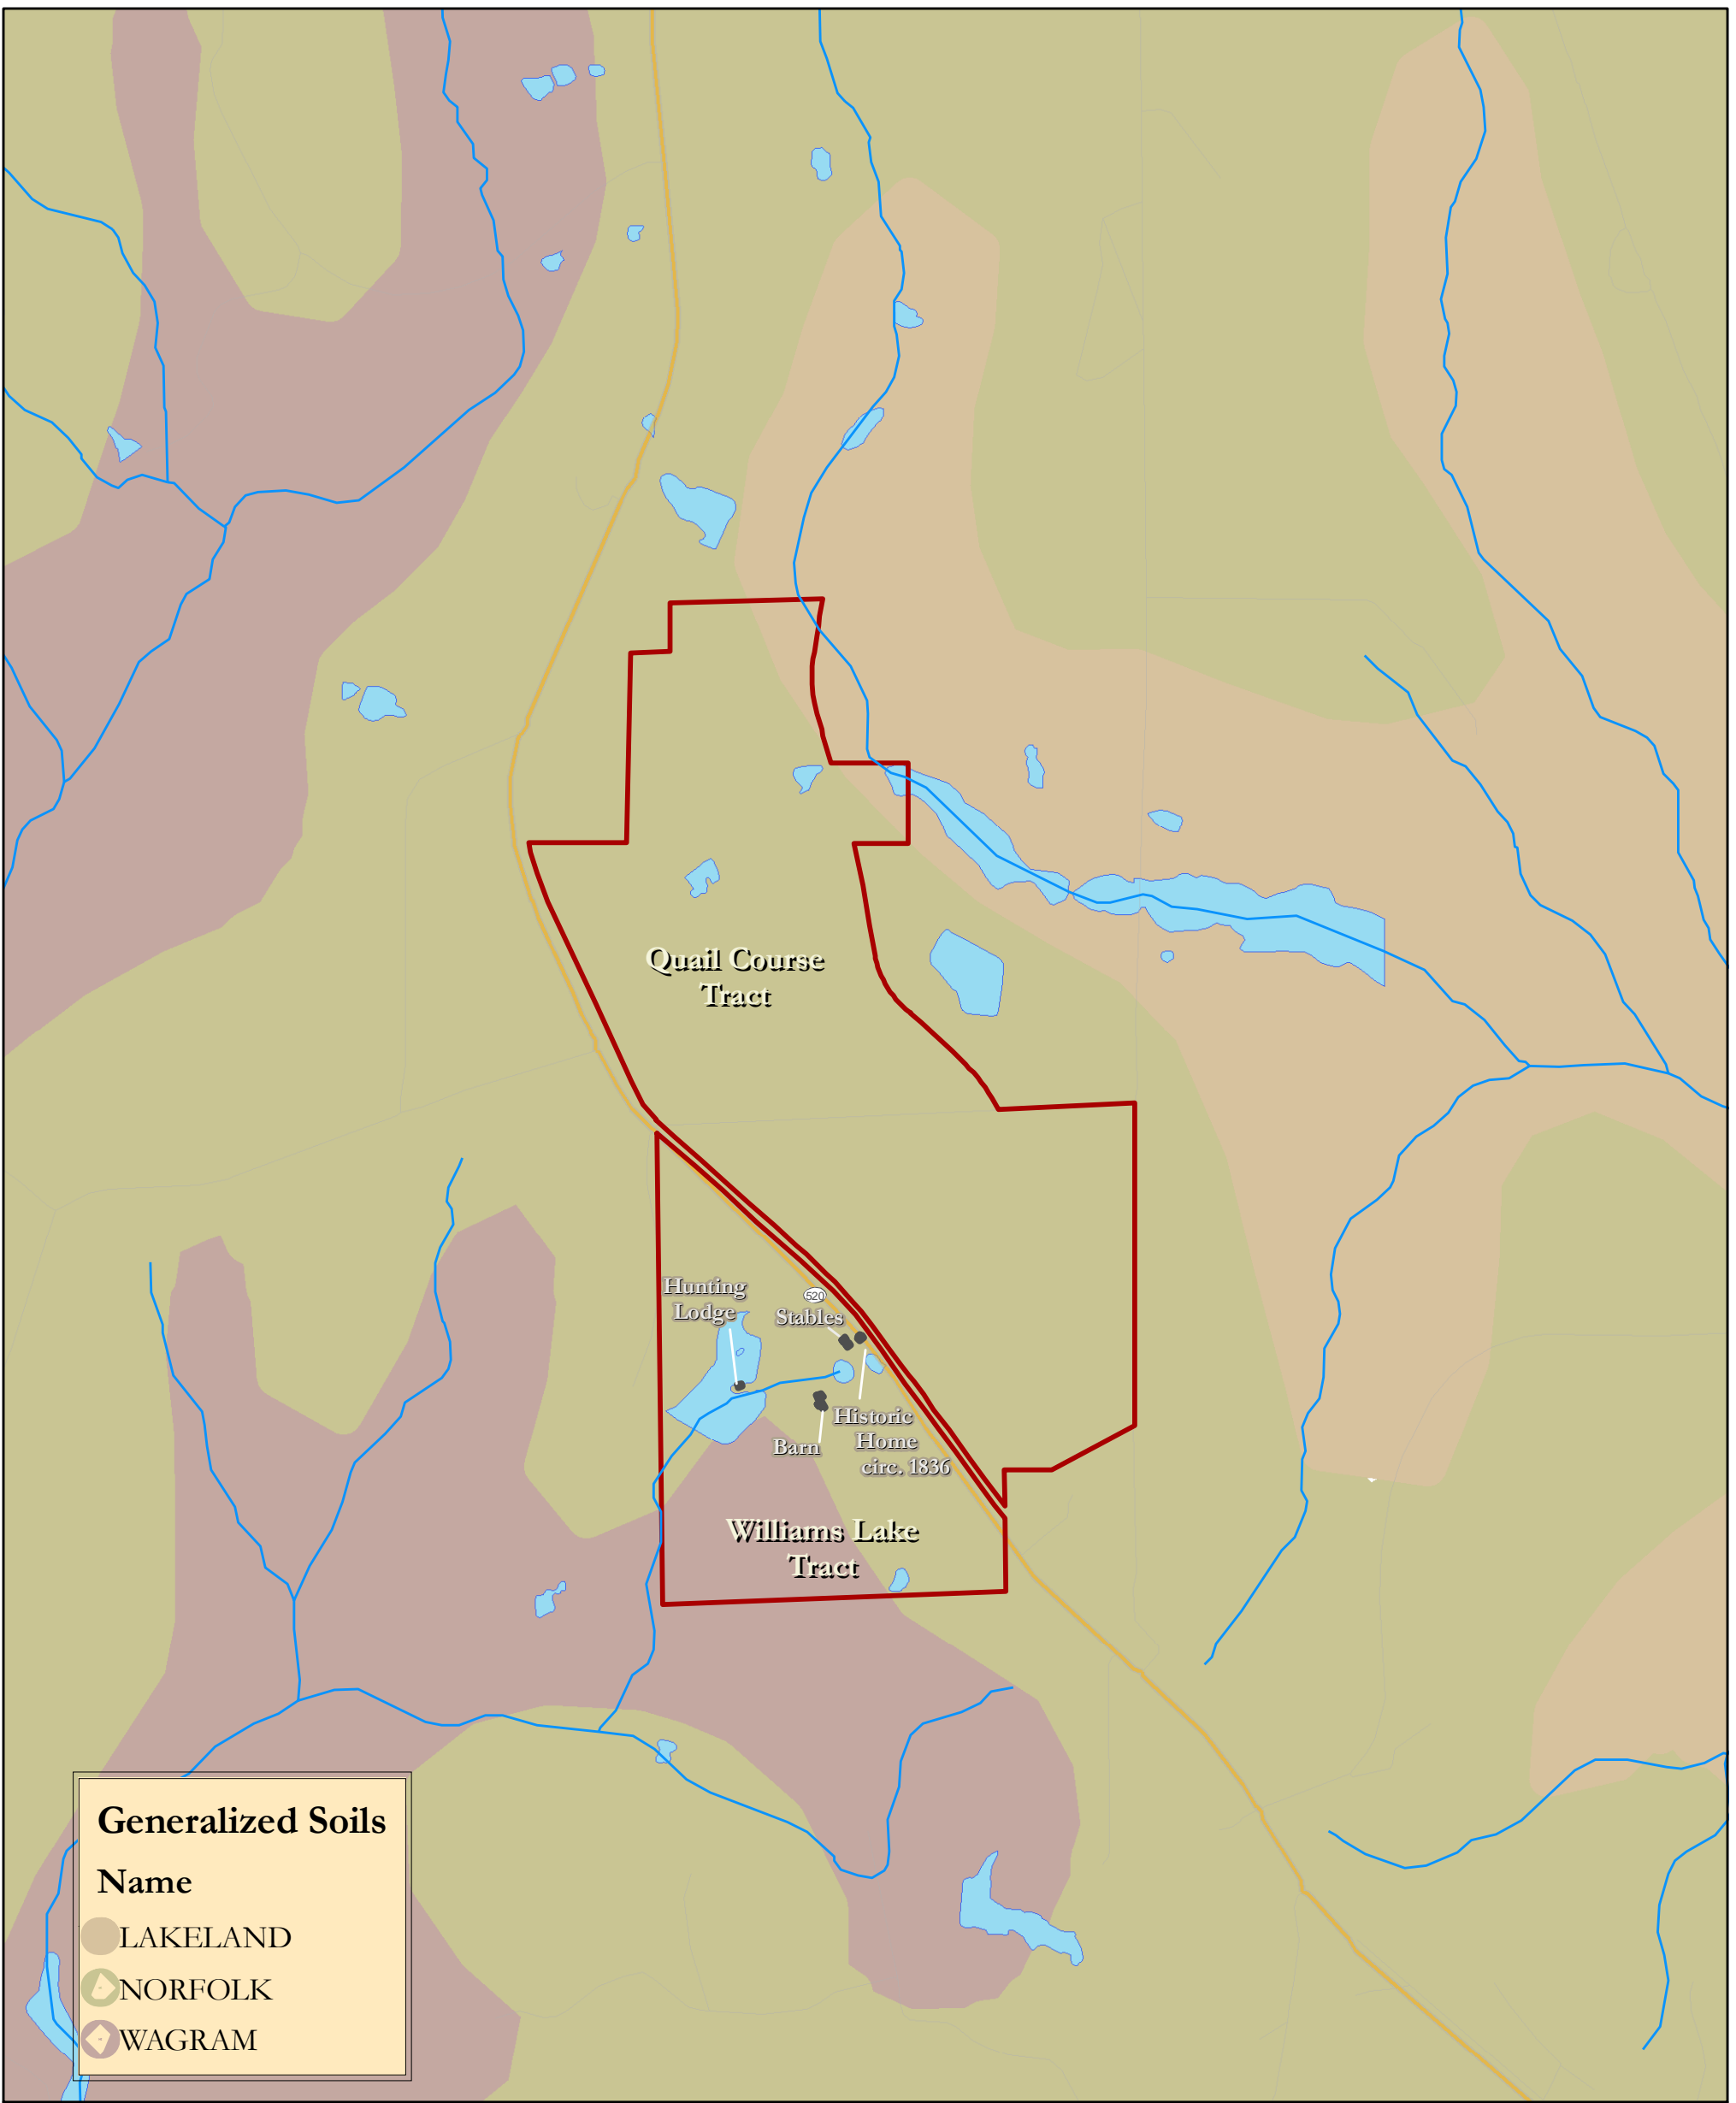 Quail Course
Tract
Hunting
Lodge
520
Stables
Historic
Home
circ. 1836
Barn
Williams Lake
Tract
Generalized Soils
Name
LAKELAND
NORFOLK
WAGRAM